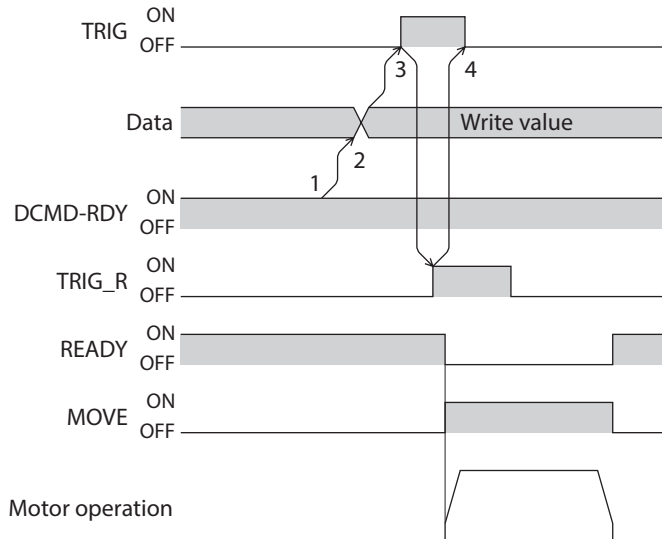 TRIG ON
OFF
3 4
Data Write value
1 2
DCMD-RDY ON
OFF
TRIG_R ON
OFF
READY ON
OFF
MOVE ON
OFF
Motor operation